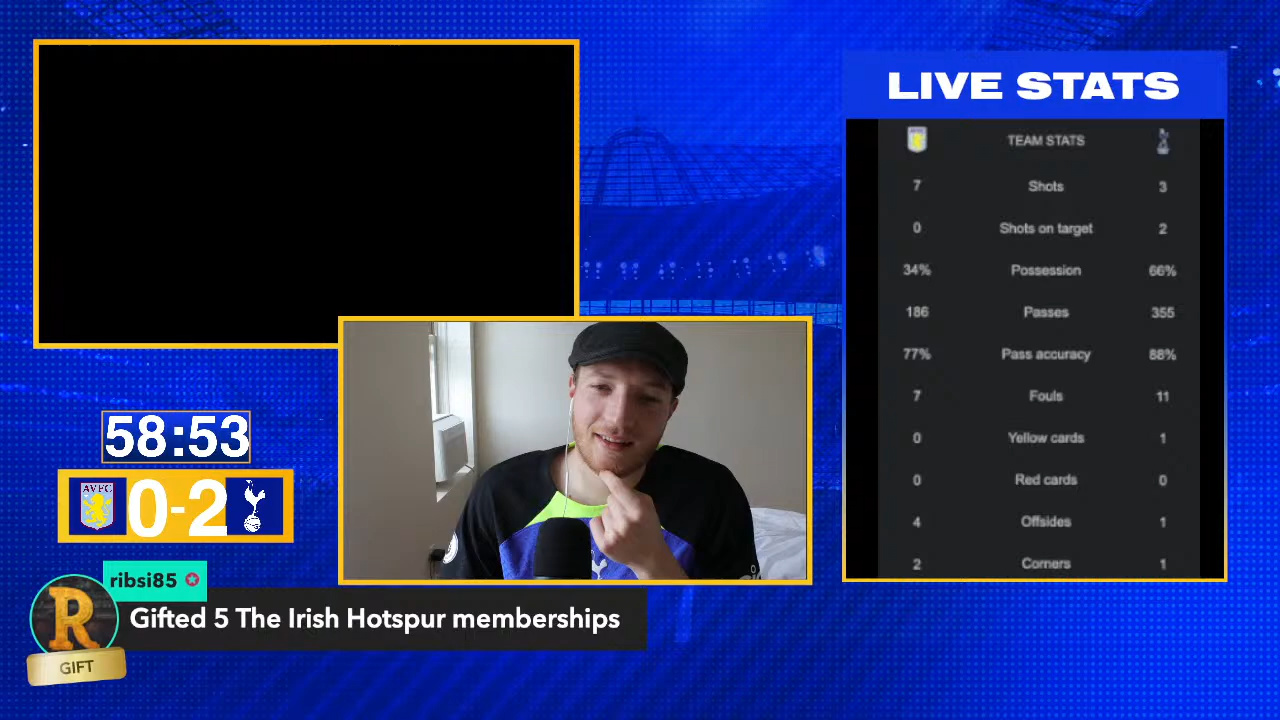 LIVE STATS
TEAM STATS
7 Shots 3
0 Shots on target 2
34% Possession 66%
186 Passes 355
77% Pass accuracy 88%
7 Fouls 11
0 Yellow cards 1
0 Red cards 0
4 Offsides 1
2 Corners 1
58:53
AVFC 0-2
ribsi85
R Gifted 5 The Irish Hotspur memberships
GIFT